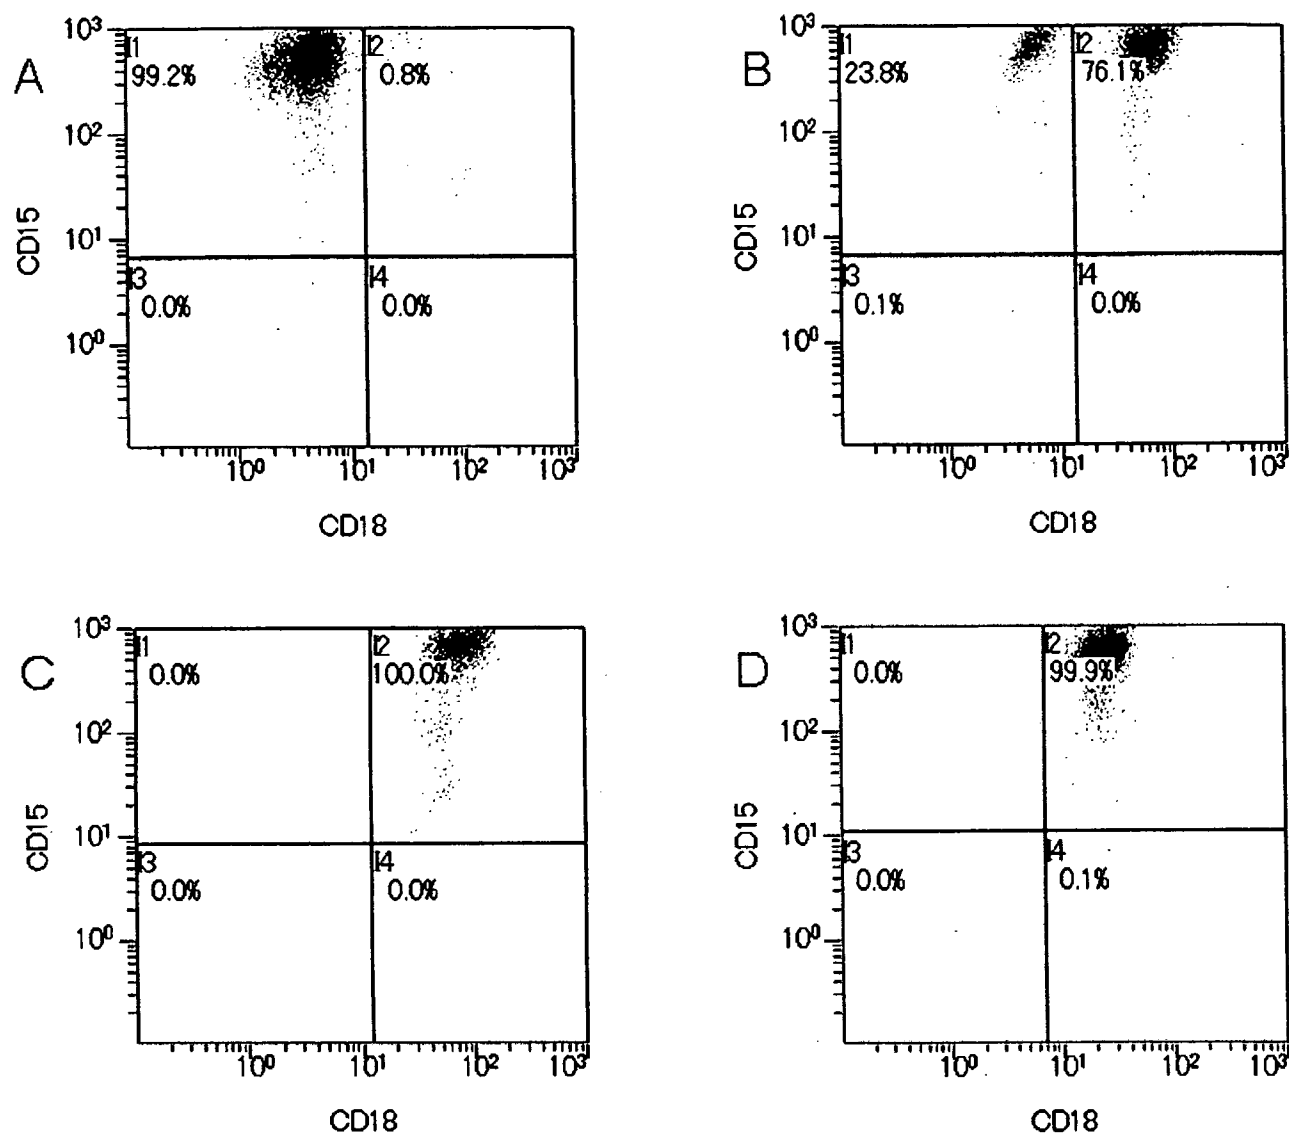 A
CD15
10³
10²
10¹
10⁰
I1
99.2%
I2
0.8%
I3
0.0%
I4
0.0%
10⁰ 10¹ 10² 10³
CD18
B
CD15
10³
10²
10¹
10⁰
I1
23.8%
I2
76.1%
I3
0.1%
I4
0.0%
10⁰ 10¹ 10² 10³
CD18
C
CD15
10³
10²
10¹
10⁰
I1
0.0%
I2
100.0%
I3
0.0%
I4
0.0%
10⁰ 10¹ 10² 10³
CD18
D
CD15
10³
10²
10¹
10⁰
I1
0.0%
I2
99.9%
I3
0.0%
I4
0.1%
10⁰ 10¹ 10² 10³
CD18